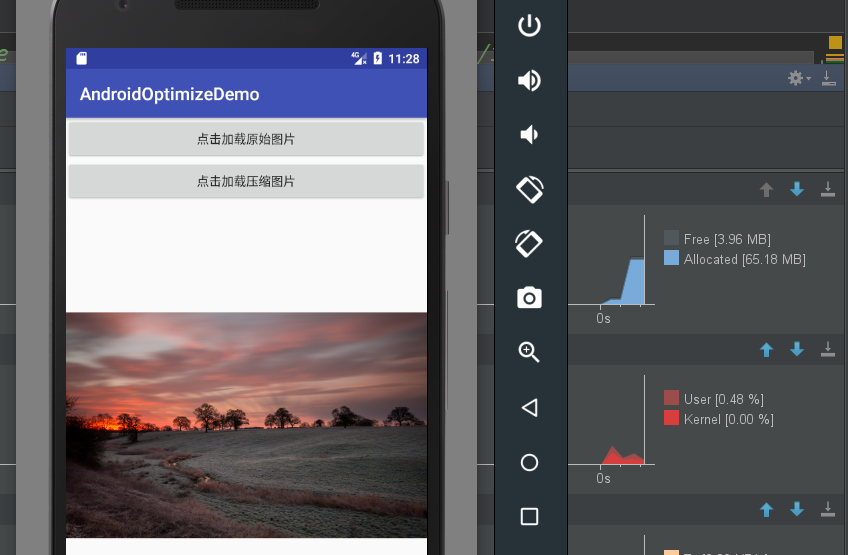 4G 11:28
AndroidOptimizeDemo
点击加载原始图片
点击加载压缩图片
Free [3.96 MB]
Allocated [65.18 MB]
0s
User [0.48 %]
Kernel [0.00 %]
0s